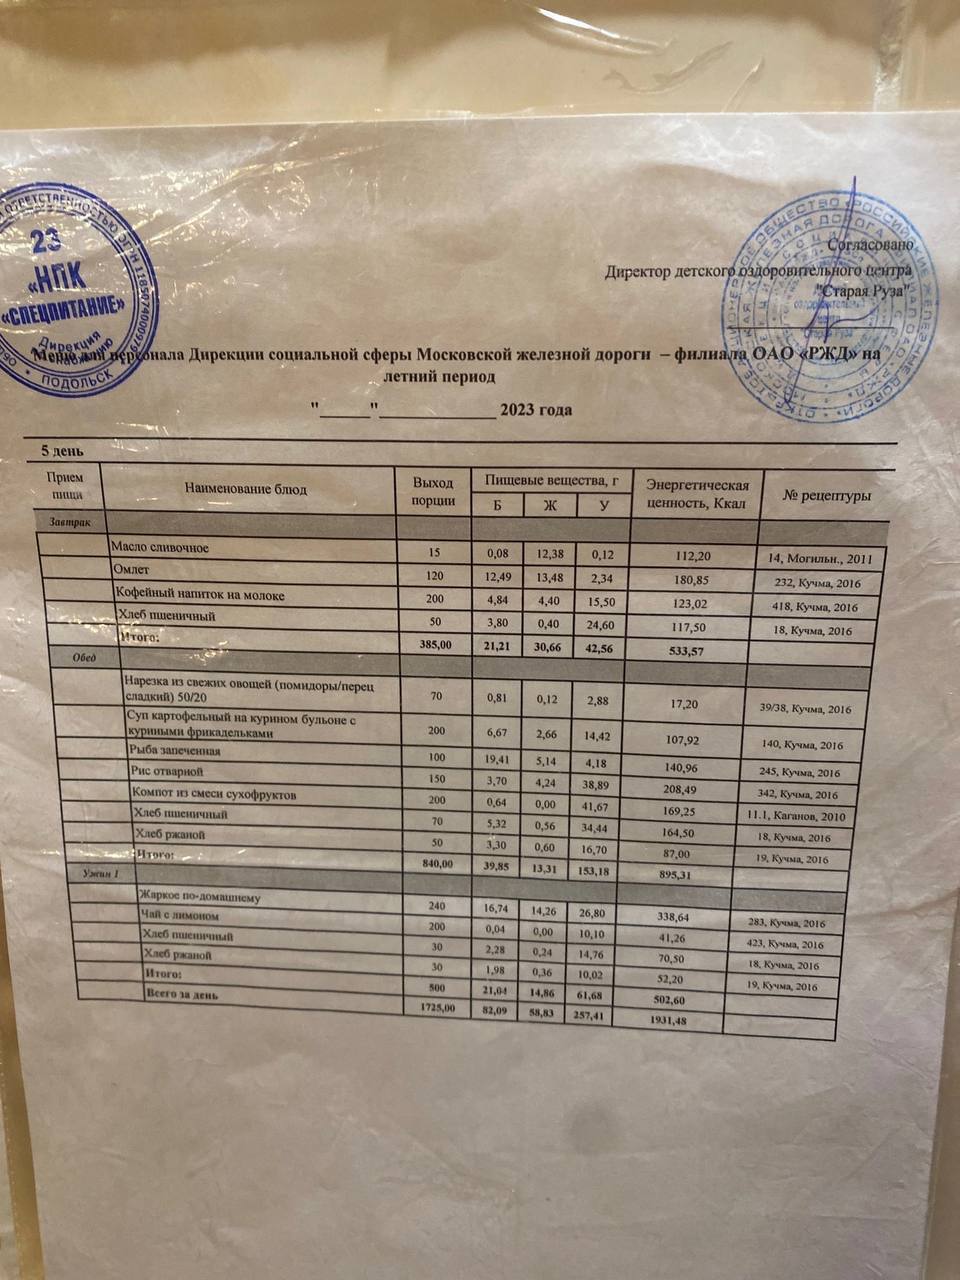 23
«НПК
«СПЕЦПИТАНИЕ»
Дирекция
ПОДОЛЬСК
Согласовано
Директор детского оздоровительного центра
"Старая Руза"
Меню для персонала Дирекции социальной сферы Московской железной дороги – филиала ОАО «РЖД» на
летний период
"_____"_____________ 2023 года
5 день
Прием пищи Наименование блюд Выход порции Пищевые вещества, г Б Ж У Энергетическая ценность, Ккал № рецептуры
Завтрак
Масло сливочное 15 0,08 12,38 0,12 112,20 14, Могильн., 2011
Омлет 120 12,49 13,48 2,34 180,85 232, Кучма, 2016
Кофейный напиток на молоке 200 4,84 4,40 15,50 123,02 418, Кучма, 2016
Хлеб пшеничный 50 3,80 0,40 24,60 117,50 18, Кучма, 2016
Итого: 385,00 21,21 30,66 42,56 533,57
Обед
Нарезка из свежих овощей (помидоры/перец
сладкий) 50/20 70 0,81 0,12 2,88 17,20 39/38, Кучма, 2016
Суп картофельный на курином бульоне с
куриными фрикадельками 200 6,67 2,66 14,42 107,92 140, Кучма, 2016
Рыба запеченная 100 19,41 5,14 4,18 140,96 245, Кучма, 2016
Рис отварной 150 3,70 4,24 38,89 208,49 342, Кучма, 2016
Компот из смеси сухофруктов 200 0,64 0,00 41,67 169,25 11.1, Каганов, 2010
Хлеб пшеничный 70 5,32 0,56 34,44 164,50 18, Кучма, 2016
Хлеб ржаной 50 3,30 0,60 16,70 87,00 19, Кучма, 2016
Итого: 840,00 39,85 13,31 153,18 895,31
Ужин 1
Жаркое по-домашнему 240 16,74 14,26 26,80 338,64 283, Кучма, 2016
Чай с лимоном 200 0,04 0,00 10,10 41,26 423, Кучма, 2016
Хлеб пшеничный 30 2,28 0,24 14,76 70,50 18, Кучма, 2016
Хлеб ржаной 30 1,98 0,36 10,02 52,20 19, Кучма, 2016
Итого: 500 21,04 14,86 61,68 502,60
Всего за день 1725,00 82,09 58,83 257,41 1931,48